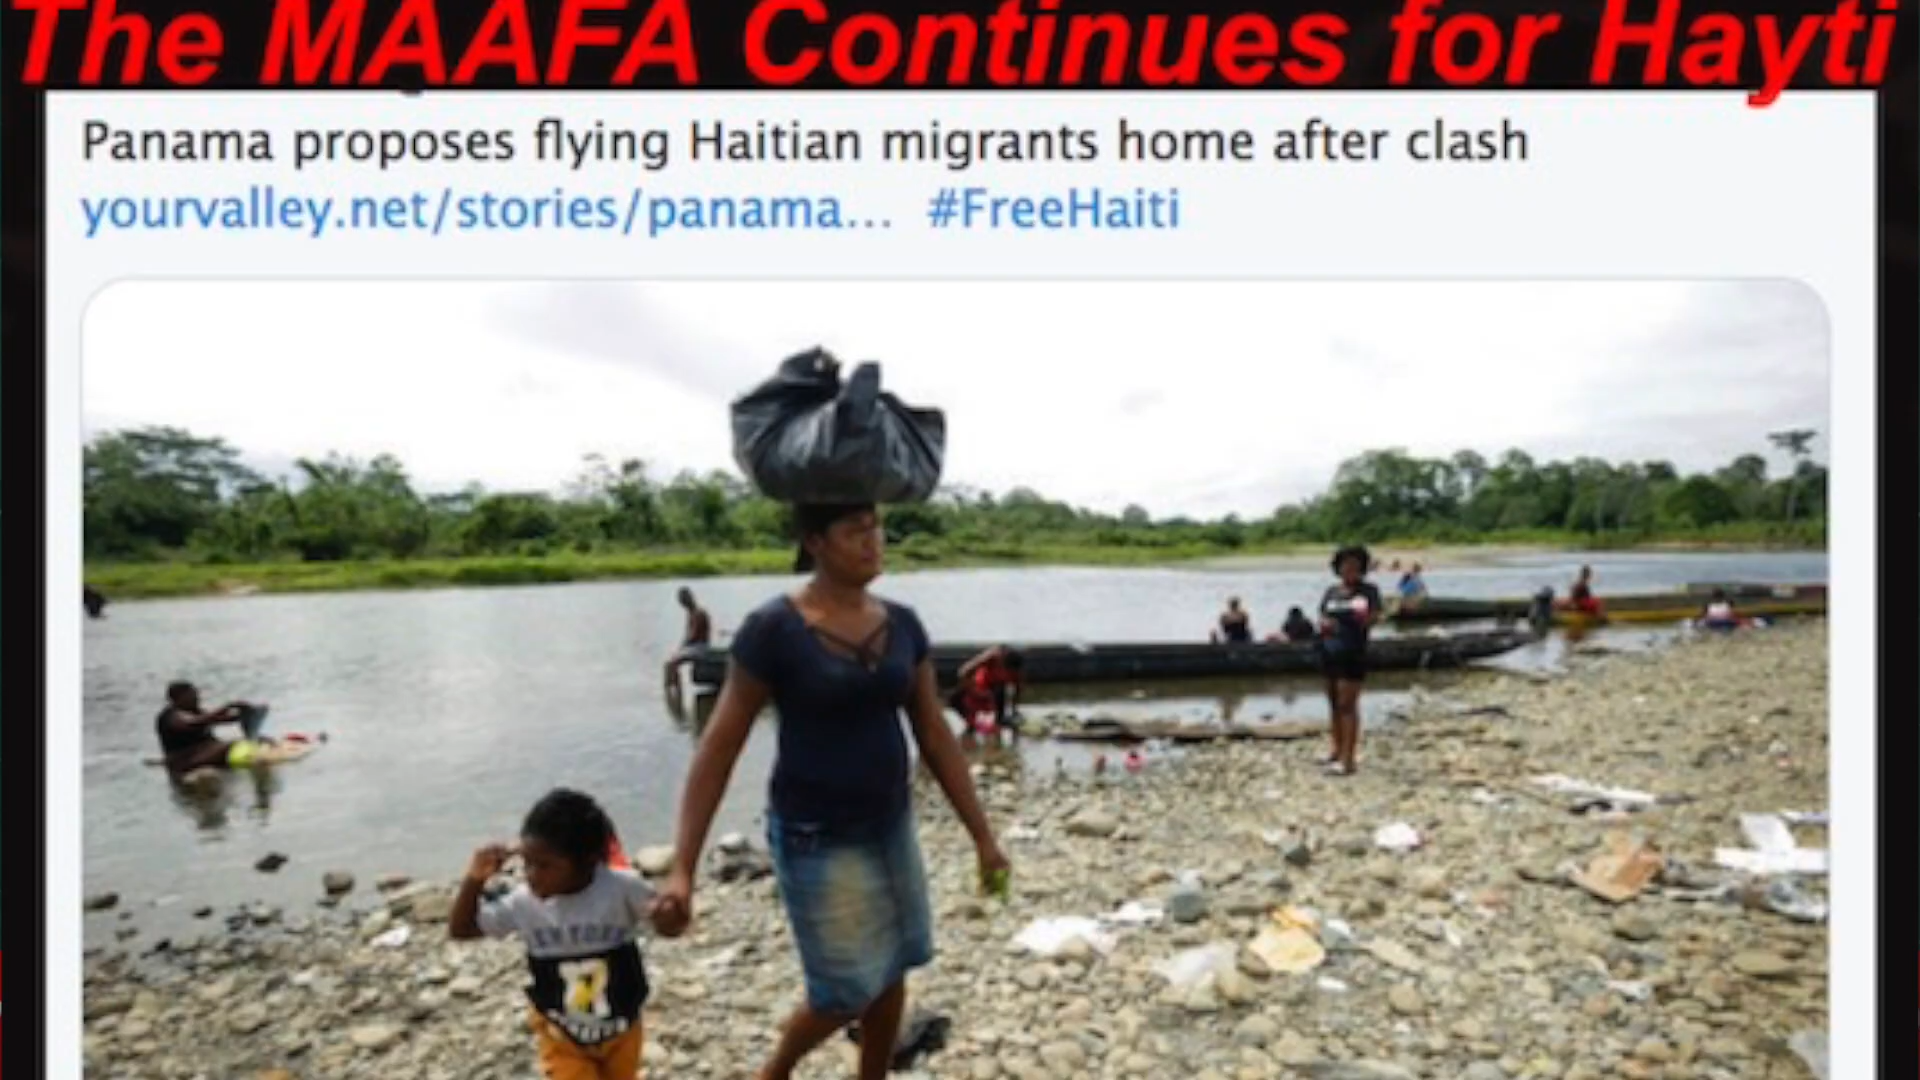 The MAAFA Continues for Hayti
Panama proposes flying Haitian migrants home after clash
yourvalley.net/stories/panama... #FreeHaiti